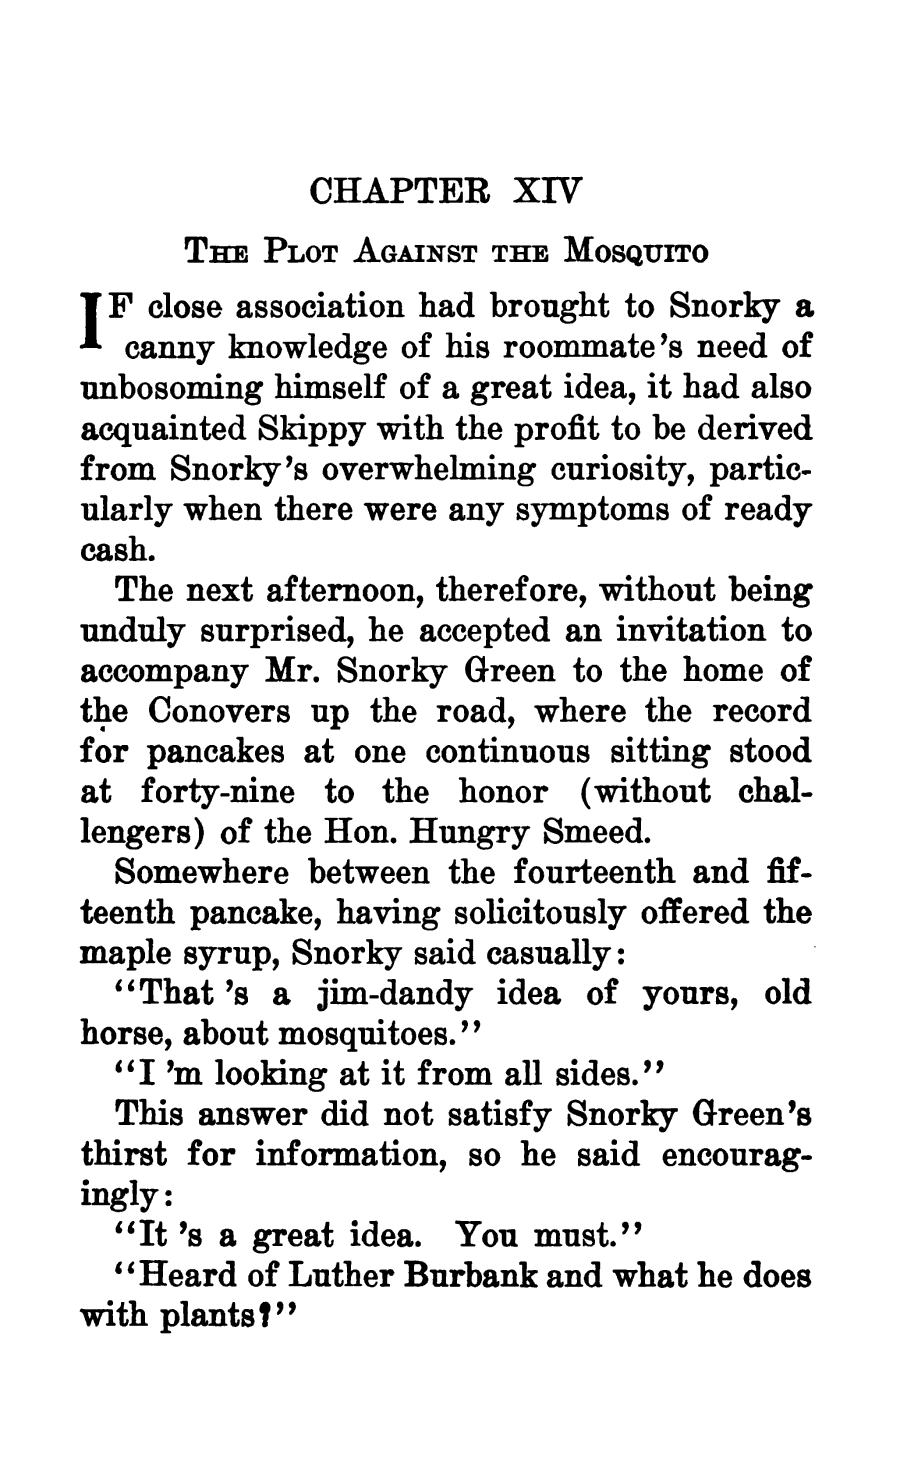 CHAPTER XIV
The Plot Against the Mosquito
IF close association had brought to Snorky a
canny knowledge of his roommate's need of
unbosoming himself of a great idea, it had also
acquainted Skippy with the profit to be derived
from Snorky's overwhelming curiosity, partic-
ularly when there were any symptoms of ready
cash.
The next afternoon, therefore, without being
unduly surprised, he accepted an invitation to
accompany Mr. Snorky Green to the home of
the Conovers up the road, where the record
for pancakes at one continuous sitting stood
at forty-nine to the honor (without chal-
lengers) of the Hon. Hungry Smeed.
Somewhere between the fourteenth and fif-
teenth pancake, having solicitously offered the
maple syrup, Snorky said casually:
"That 's a jim-dandy idea of yours, old
horse, about mosquitoes."
"I 'm looking at it from all sides."
This answer did not satisfy Snorky Green's
thirst for information, so he said encourag-
ingly:
"It 's a great idea. You must."
"Heard of Luther Burbank and what he does
with plants?"